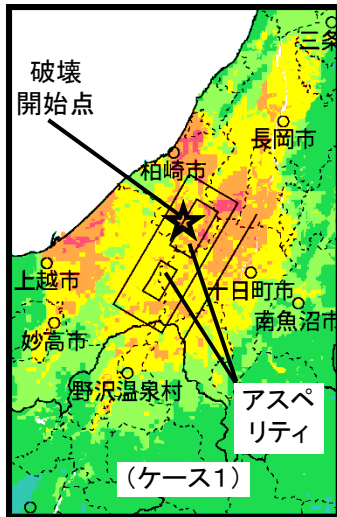 三条
破壊
開始点
長岡市
柏崎市
上越市
十日町市
南魚沼市
妙高市
野沢温泉村
アスペ
リティ
（ケース１）